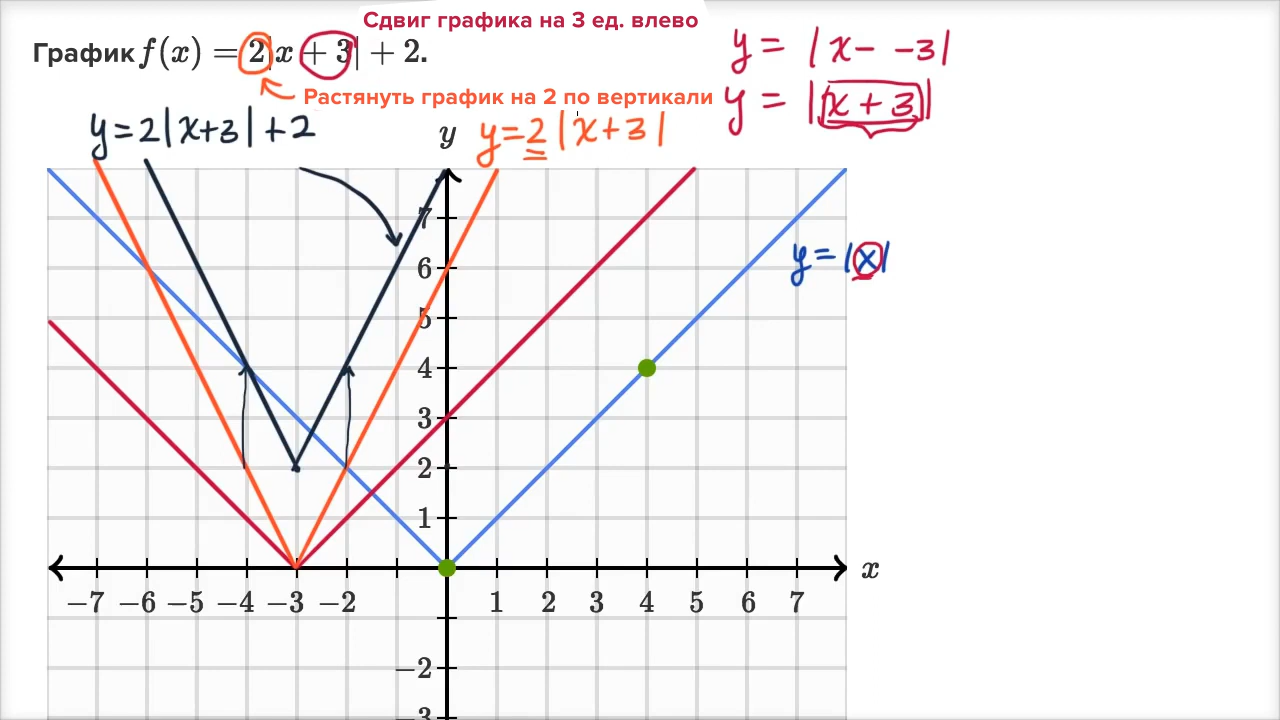 Сдвиг графика на 3 ед. влево
График f(x) = 2|x + 3| + 2.
y = |x - -3|
Растянуть график на 2 по вертикали
y = |x + 3|
y = 2|x+3| + 2
y
y = 2|x+3|
7
y = |x|
6
5
4
3
2
1
x
−7 −6 −5 −4 −3 −2 1 2 3 4 5 6 7
−2
−3